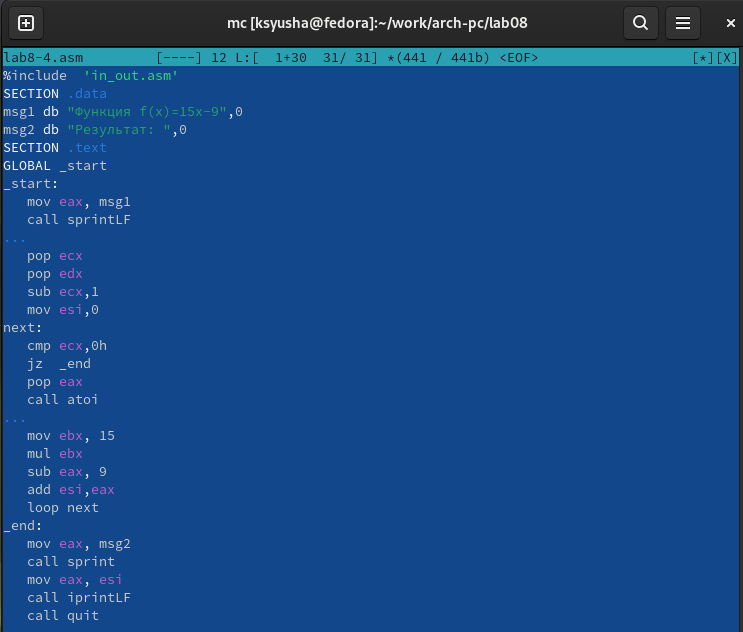 mc [ksyusha@fedora]:~/work/arch-pc/lab08
lab8-4.asm [----] 12 L:[ 1+30 31/ 31] *(441 / 441b) <EOF> [*][X]
%include 'in_out.asm'
SECTION .data
msg1 db "Функция f(x)=15x-9",0
msg2 db "Результат: ",0
SECTION .text
GLOBAL _start
_start:
mov eax, msg1
call sprintLF
...
pop ecx
pop edx
sub ecx,1
mov esi,0
next:
cmp ecx,0h
jz _end
pop eax
call atoi
...
mov ebx, 15
mul ebx
sub eax, 9
add esi,eax
loop next
_end:
mov eax, msg2
call sprint
mov eax, esi
call iprintLF
call quit